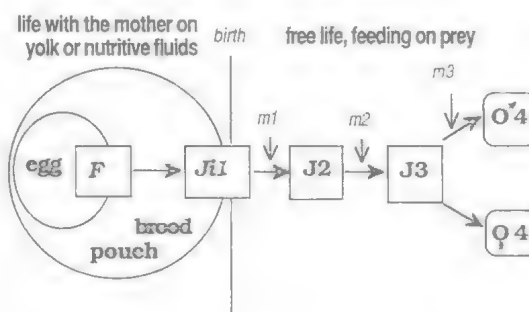 life with the mother on
yolk or nutritive fluids
birth
free life, feeding on prey
m3
m1
m2
♂4
egg
F
Ji1
J2
J3
brood
pouch
♀4